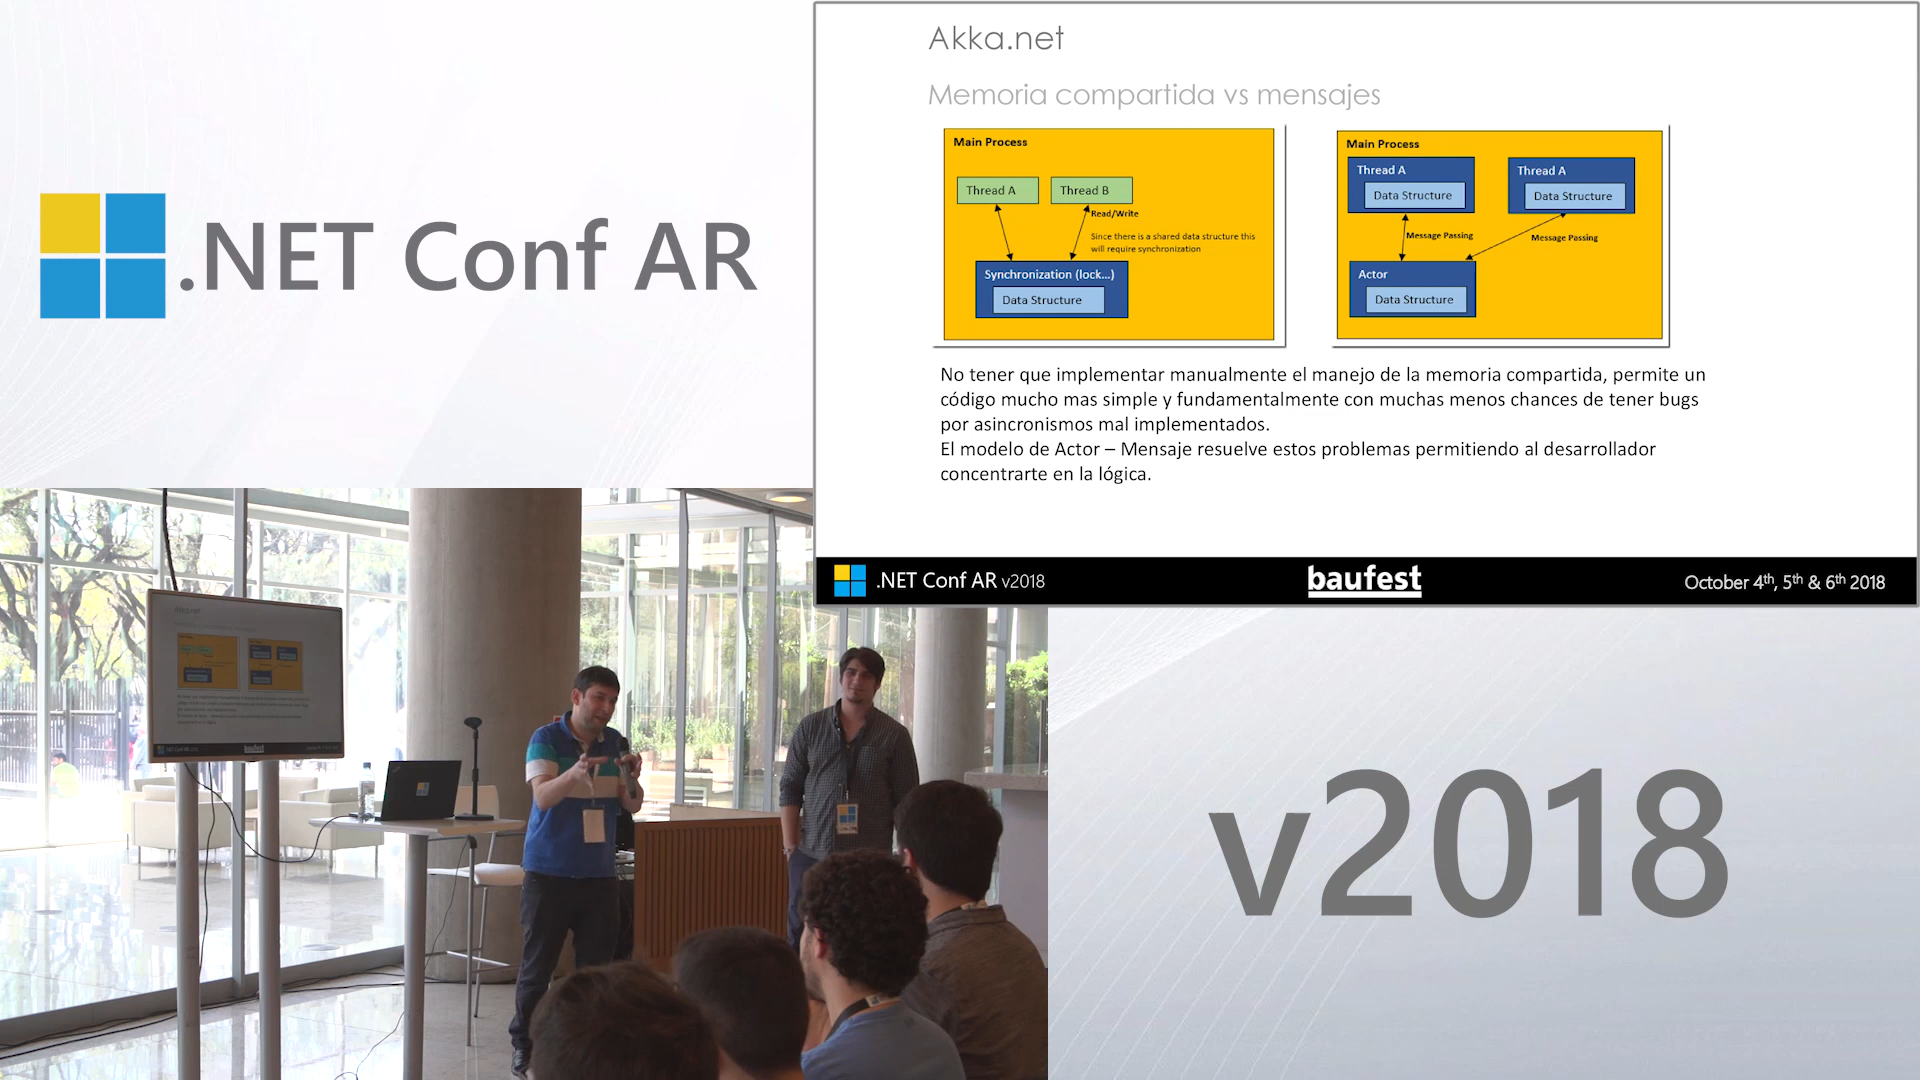 .NET Conf AR
Akka.net
Memoria compartida vs mensajes
Main Process
Thread A
Thread B
Read/Write
Since there is a shared data structure this
will require synchronization
Synchronization (lock...)
Data Structure
Main Process
Thread A
Data Structure
Thread A
Data Structure
Message Passing
Message Passing
Actor
Data Structure
No tener que implementar manualmente el manejo de la memoria compartida, permite un
código mucho mas simple y fundamentalmente con muchas menos chances de tener bugs
por asincronismos mal implementados.
El modelo de Actor – Mensaje resuelve estos problemas permitiendo al desarrollador
concentrarte en la lógica.
.NET Conf AR v2018
baufest
October 4th, 5th & 6th 2018
Akka.net
baufest
v2018